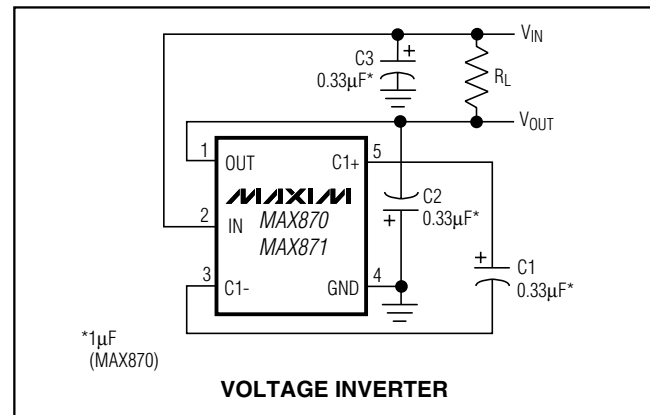 V_IN
C3
+
0.33µF*
R_L
V_OUT
1
OUT
C1+
5
MAXIM
MAX870
MAX871
C2
+
0.33µF*
2
IN
+
C1
0.33µF*
3
C1-
GND
4
*1µF
(MAX870)
VOLTAGE INVERTER